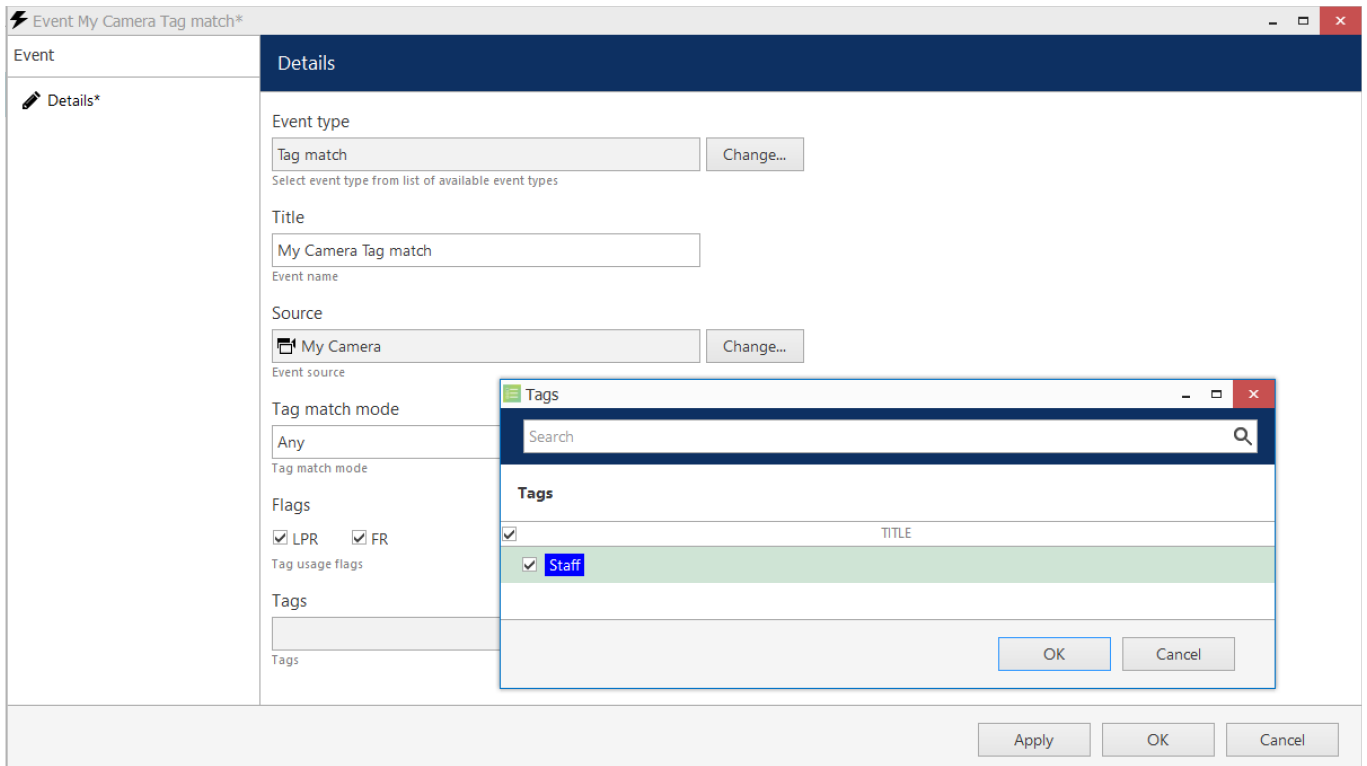 Event My Camera Tag match*
Event
Details
Details*
Event type
Tag match
Change...
Select event type from list of available event types
Title
My Camera Tag match
Event name
Source
My Camera
Change...
Event source
Tag match mode
Any
Tag match mode
Flags
LPR FR
Tag usage flags
Tags
Tags
Tags
Search
Tags
TITLE
Staff
OK Cancel
Apply OK Cancel